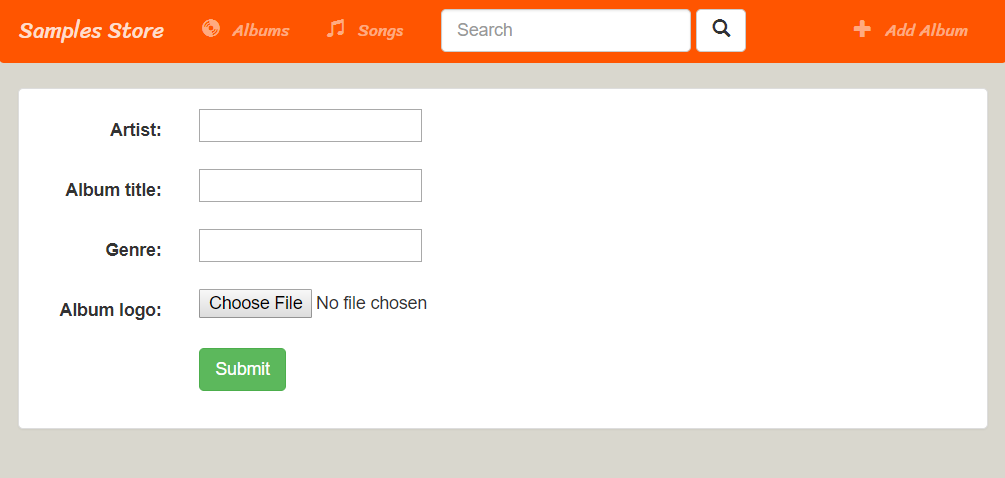 Samples Store Albums Songs Search Add Album
Artist:
Album title:
Genre:
Album logo: Choose File No file chosen
Submit